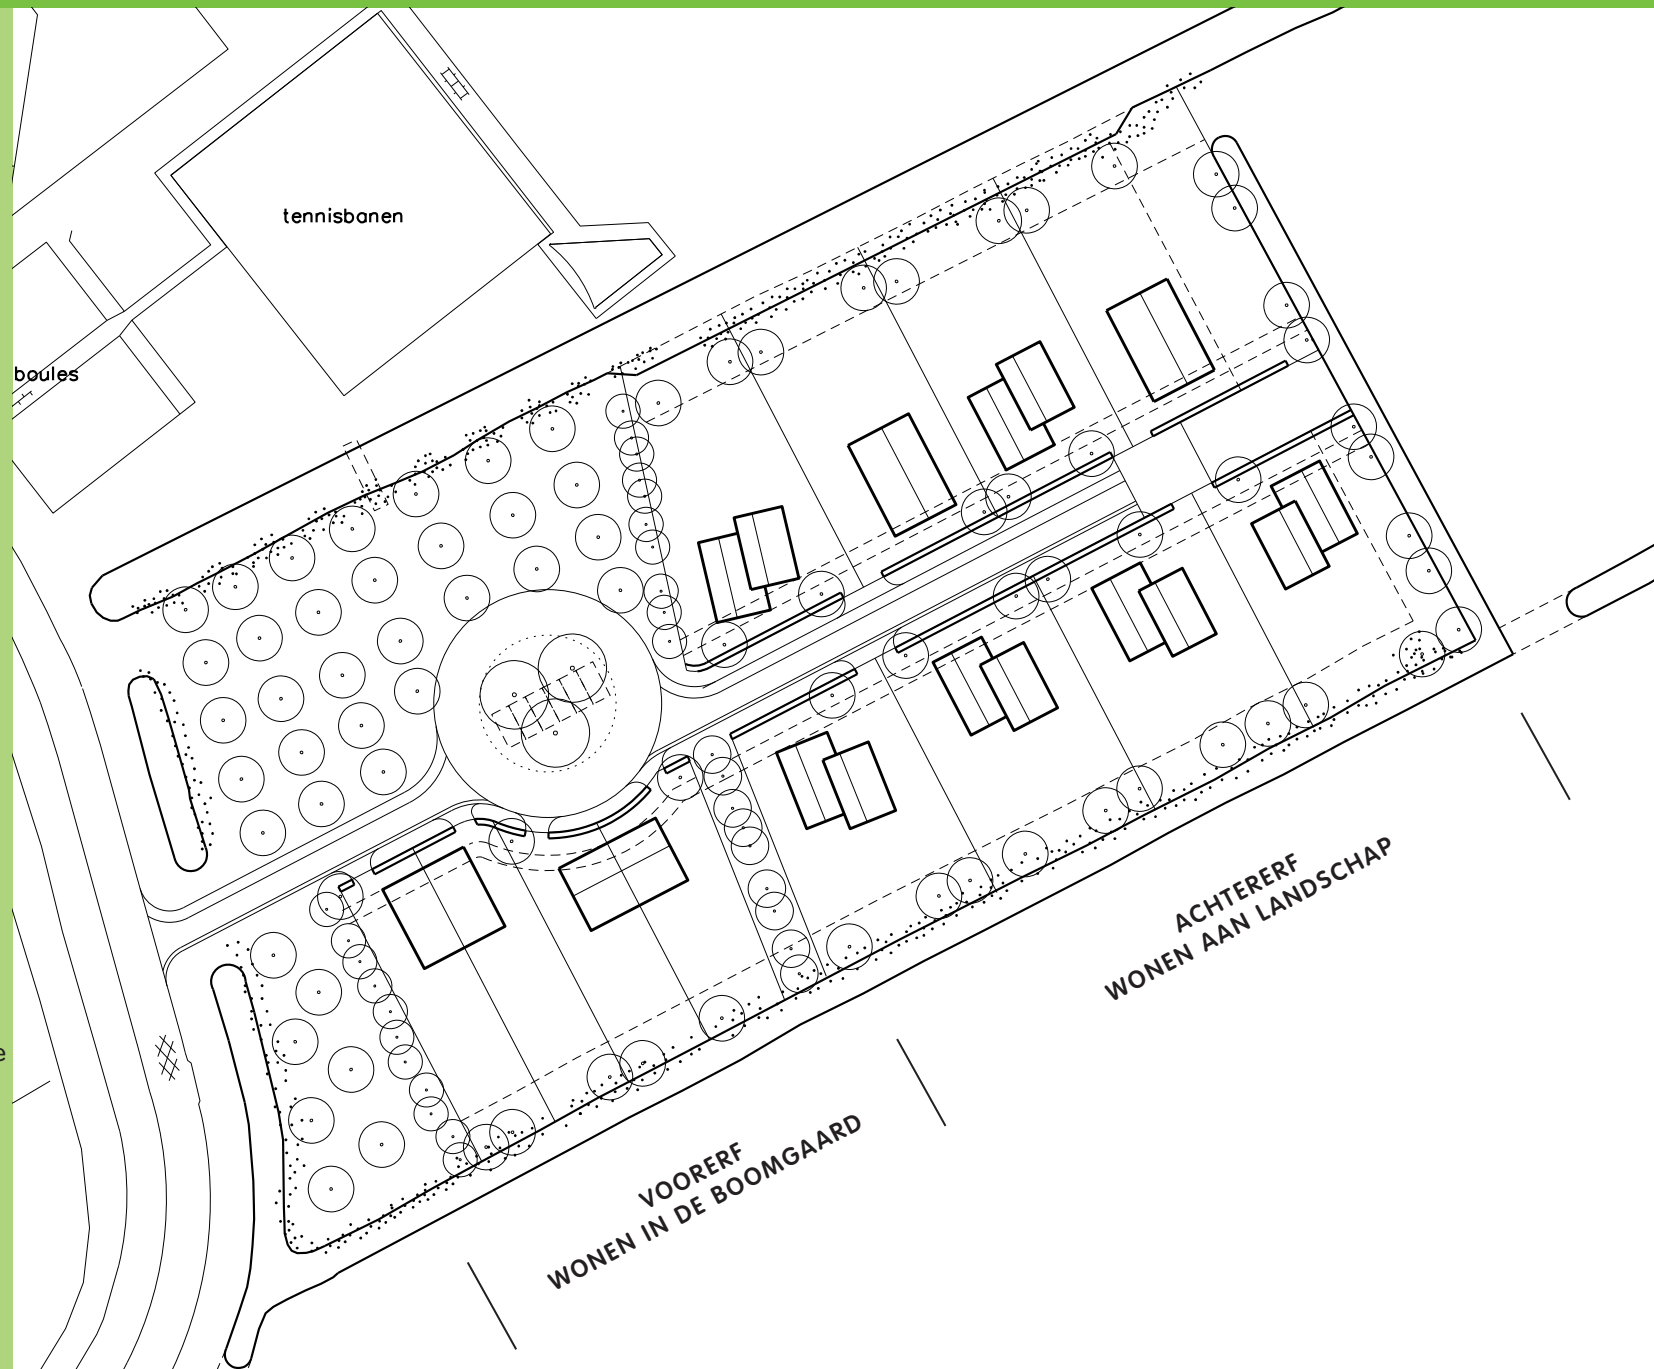 tennisbanen
boules
e
ACHTERERF
WONEN AAN LANDSCHAP
VOORERF
WONEN IN DE BOOMGAARD